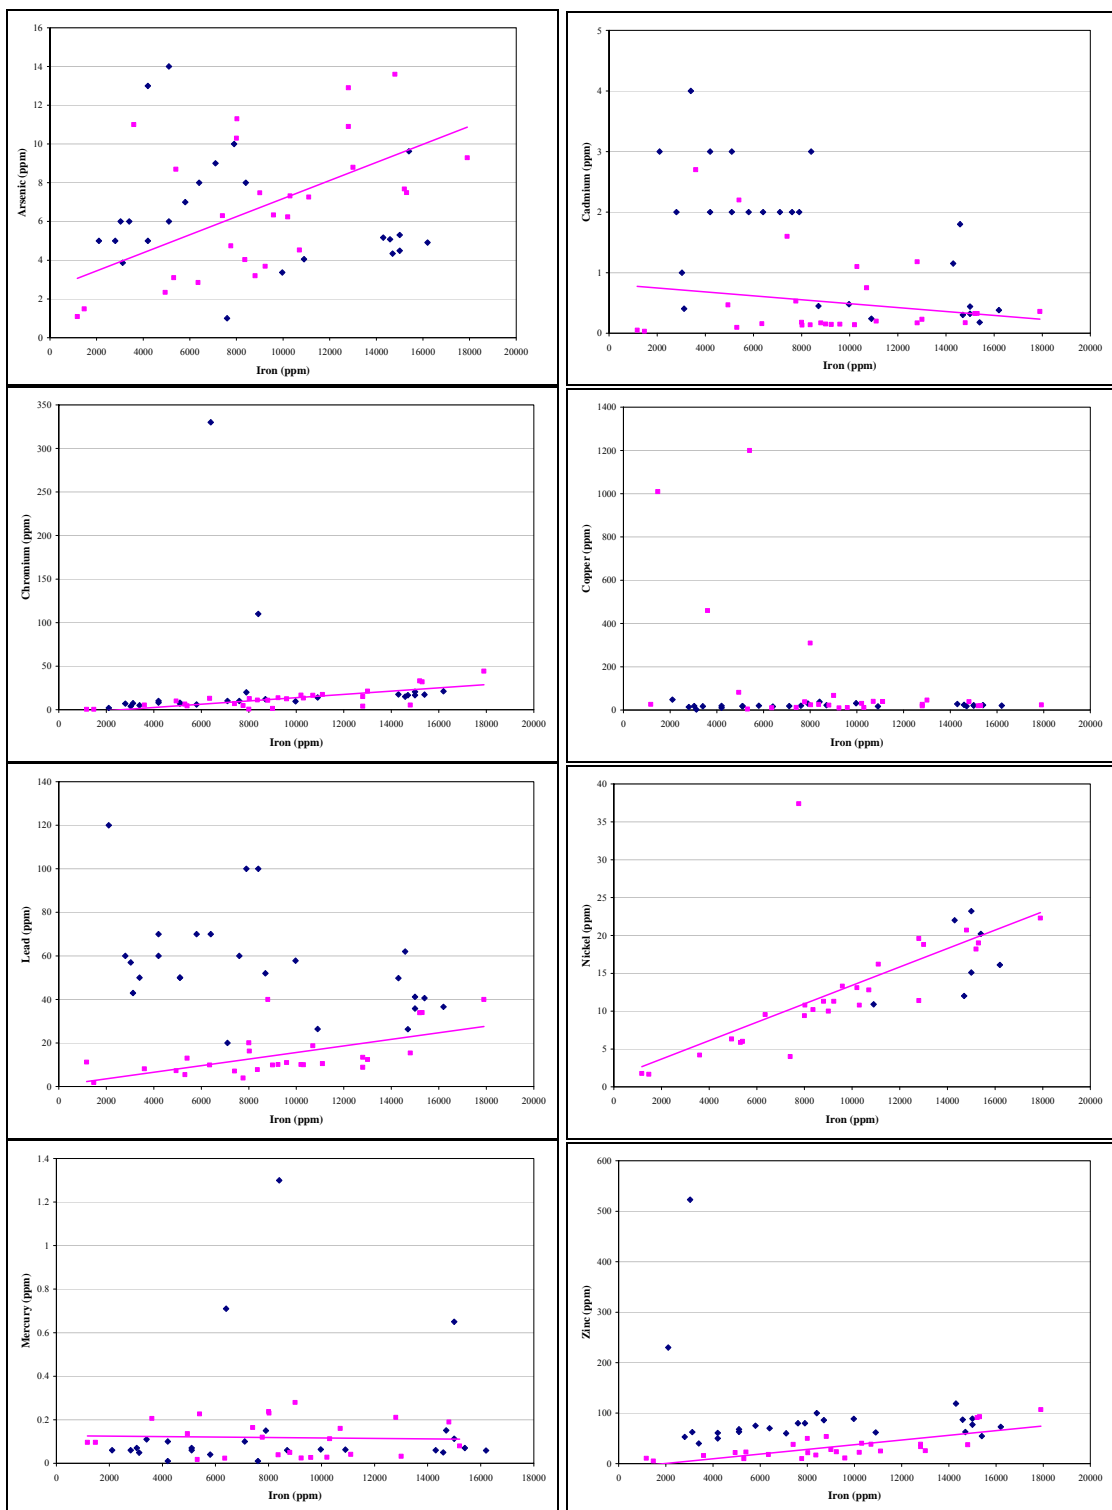 16
14
12
10
8
6
4
2
0
Arsenic (ppm)
0 2000 4000 6000 8000 10000 12000 14000 16000 18000 20000
Iron (ppm)
5
4
3
2
1
0
Cadmium (ppm)
0 2000 4000 6000 8000 10000 12000 14000 16000 18000 20000
Iron (ppm)
350
300
250
200
150
100
50
0
Chromium (ppm)
0 2000 4000 6000 8000 10000 12000 14000 16000 18000 20000
Iron (ppm)
1400
1200
1000
800
600
400
200
0
Copper (ppm)
0 2000 4000 6000 8000 10000 12000 14000 16000 18000 20000
Iron (ppm)
140
120
100
80
60
40
20
0
Lead (ppm)
0 2000 4000 6000 8000 10000 12000 14000 16000 18000 20000
Iron (ppm)
40
35
30
25
20
15
10
5
0
Nickel (ppm)
0 2000 4000 6000 8000 10000 12000 14000 16000 18000 20000
Iron (ppm)
1.4
1.2
1
0.8
0.6
0.4
0.2
0
Mercury (ppm)
0 2000 4000 6000 8000 10000 12000 14000 16000 18000
Iron (ppm)
600
500
400
300
200
100
0
Zinc (ppm)
0 2000 4000 6000 8000 10000 12000 14000 16000 18000 20000
Iron (ppm)